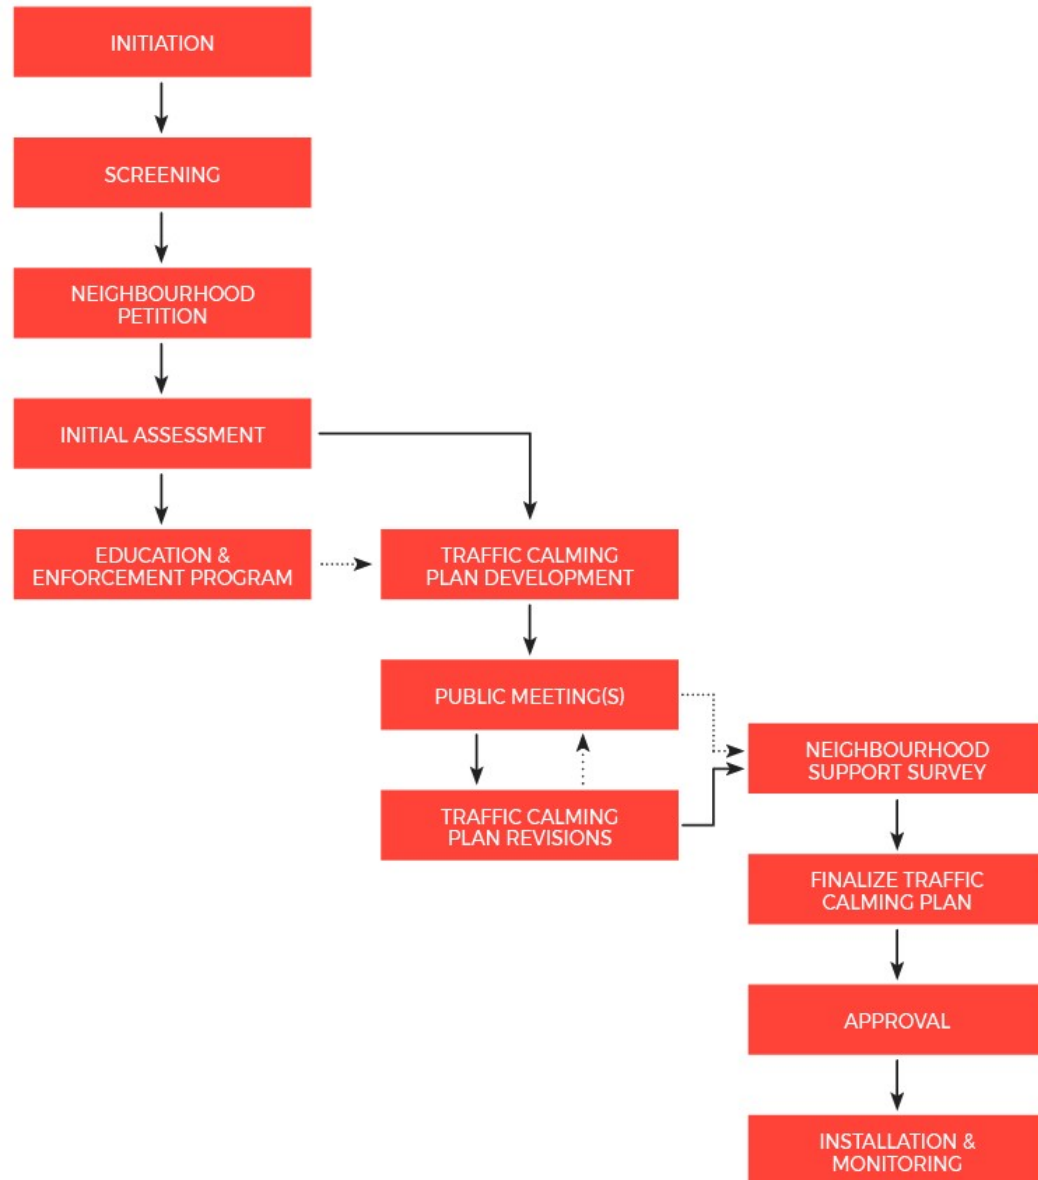 INITIATION
SCREENING
NEIGHBOURHOOD
PETITION
INITIAL ASSESSMENT
EDUCATION &
ENFORCEMENT PROGRAM
TRAFFIC CALMING
PLAN DEVELOPMENT
PUBLIC MEETING(S)
TRAFFIC CALMING
PLAN REVISIONS
NEIGHBOURHOOD
SUPPORT SURVEY
FINALIZE TRAFFIC
CALMING PLAN
APPROVAL
INSTALLATION &
MONITORING